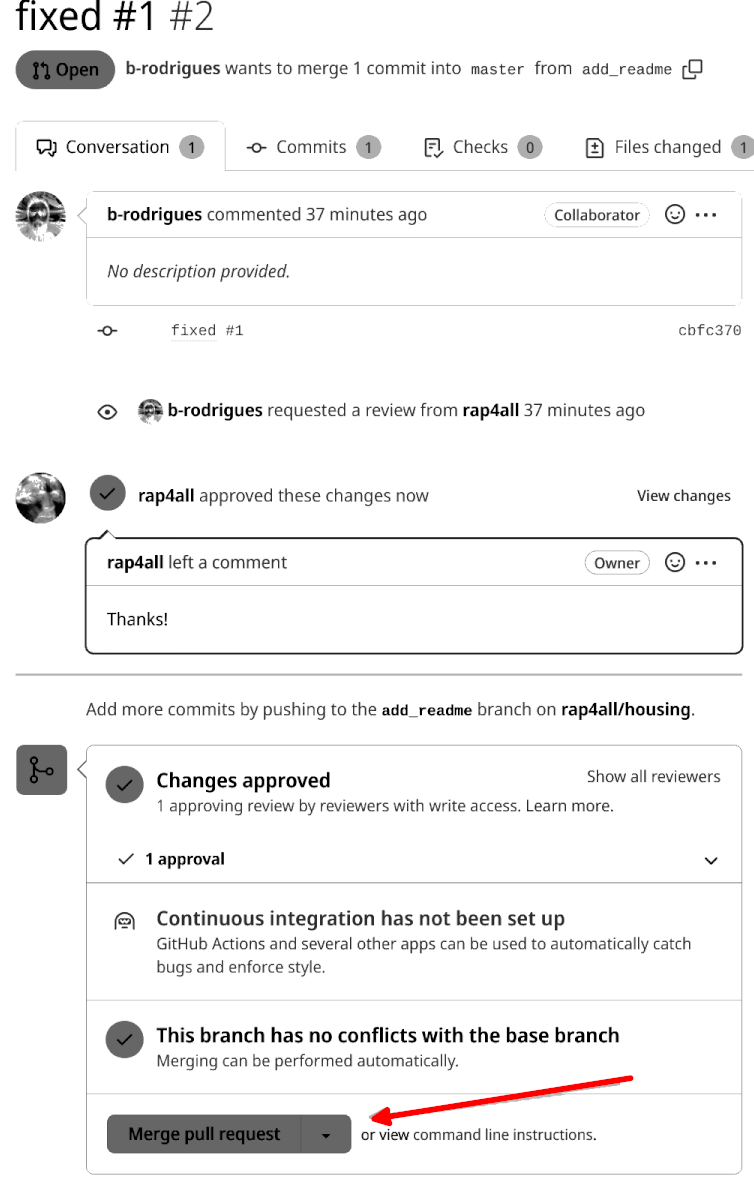 fixed #1 #2
Open b-rodrigues wants to merge 1 commit into master from add_readme
Conversation 1 Commits 1 Checks 0 Files changed 1
b-rodrigues commented 37 minutes ago Collaborator
No description provided.
fixed #1 cbfc370
b-rodrigues requested a review from rap4all 37 minutes ago
rap4all approved these changes now View changes
rap4all left a comment Owner
Thanks!
Add more commits by pushing to the add_readme branch on rap4all/housing.
Changes approved Show all reviewers
1 approving review by reviewers with write access. Learn more.
1 approval
Continuous integration has not been set up
GitHub Actions and several other apps can be used to automatically catch
bugs and enforce style.
This branch has no conflicts with the base branch
Merging can be performed automatically.
Merge pull request or view command line instructions.